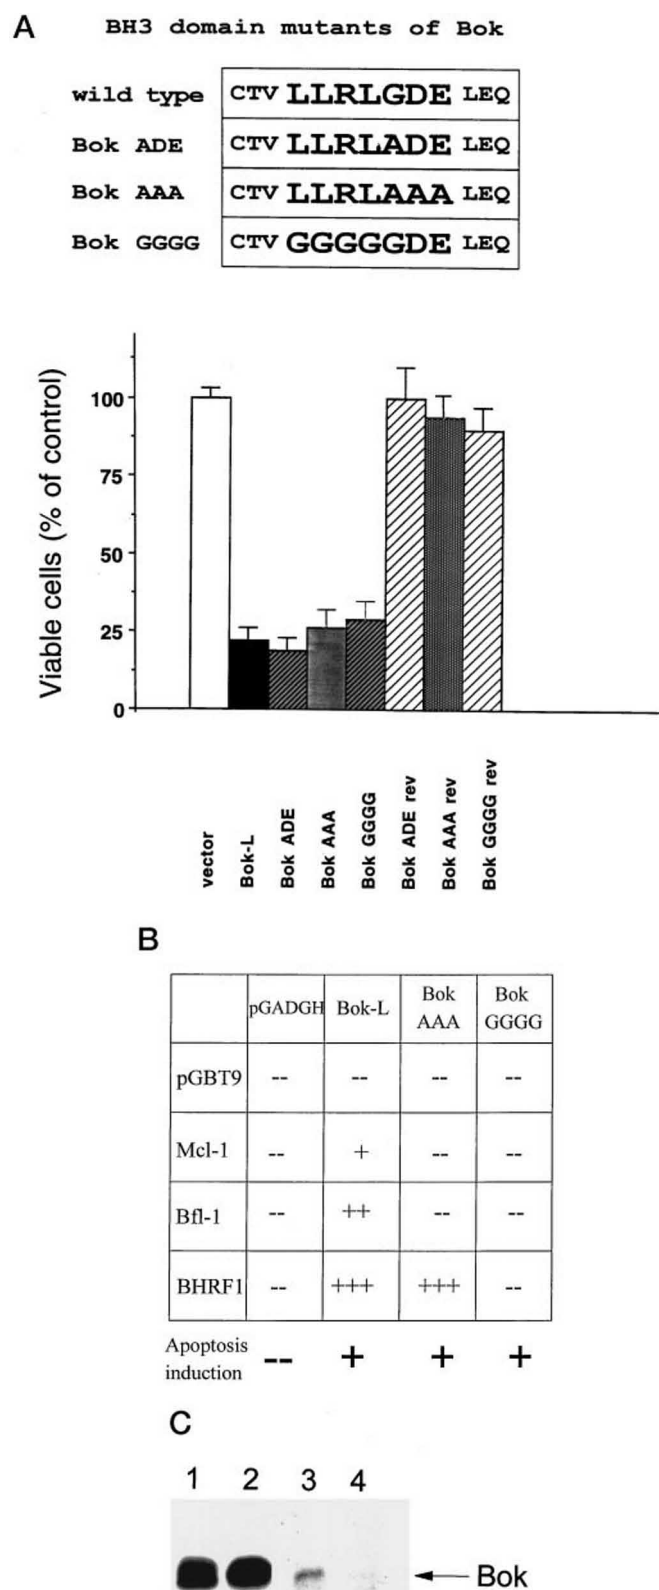 A
BH3 domain mutants of Bok
wild type CTV LLRLGDE LEQ
Bok ADE CTV LLRLADE LEQ
Bok AAA CTV LLRLAAA LEQ
Bok GGGG CTV GGGGGDE LEQ
Viable cells (% of control)
100
75
50
25
0
vector
Bok-L
Bok ADE
Bok AAA
Bok GGGG
Bok ADE rev
Bok AAA rev
Bok GGGG rev
B
pGADGH Bok-L Bok AAA Bok GGGG
pGBT9 -- -- -- --
Mcl-1 -- + -- --
Bfl-1 -- ++ -- --
BHRF1 -- +++ +++ --
Apoptosis induction -- + + +
C
1 2 3 4
Bok